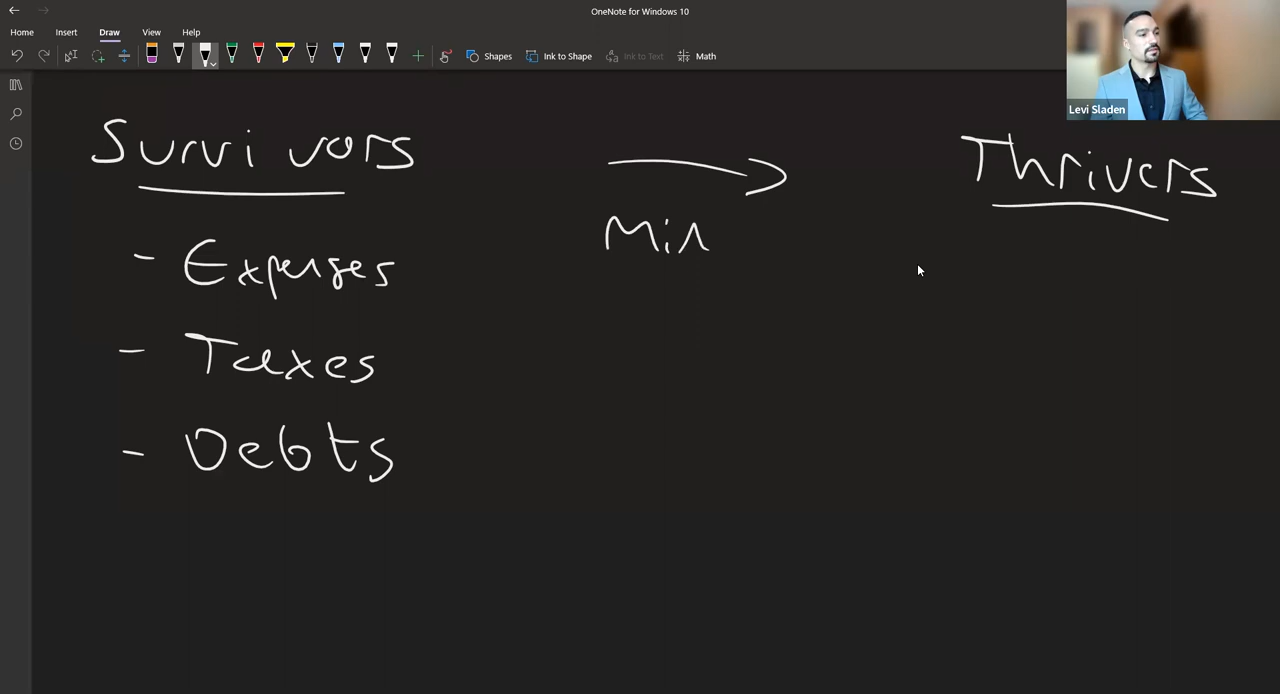 OneNote for Windows 10
Home Insert Draw View Help
Shapes Ink to Shape Ink to Text Math
Levi Sladen
Survivors
Thrivers
Min
- Expenses
- Taxes
- Debts